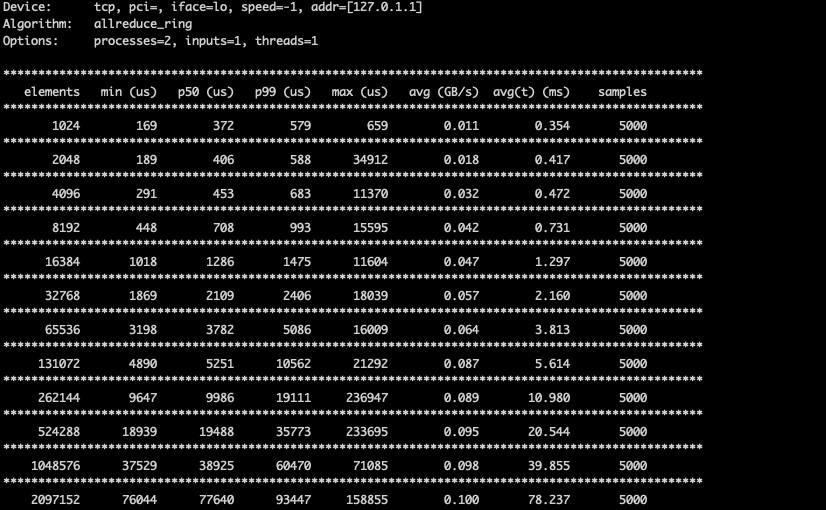 Device:      tcp, pci=, iface=lo, speed=-1, addr=[127.0.1.1]
Algorithm:   allreduce_ring
Options:     processes=2, inputs=1, threads=1
****************************************************************************************************
elements   min (us)   p50 (us)   p99 (us)   max (us)   avg (GB/s)   avg(t) (ms)   samples
****************************************************************************************************
1024   169   372   579   659   0.011   0.354   5000
****************************************************************************************************
2048   189   406   588   34912   0.018   0.417   5000
****************************************************************************************************
4096   291   453   683   11370   0.032   0.472   5000
****************************************************************************************************
8192   448   708   993   15595   0.042   0.731   5000
****************************************************************************************************
16384   1018   1286   1475   11604   0.047   1.297   5000
****************************************************************************************************
32768   1869   2109   2406   18039   0.057   2.160   5000
****************************************************************************************************
65536   3198   3782   5086   16009   0.064   3.813   5000
****************************************************************************************************
131072   4890   5251   10562   21292   0.087   5.614   5000
****************************************************************************************************
262144   9647   9986   19111   236947   0.089   10.980   5000
****************************************************************************************************
524288   18939   19488   35773   233695   0.095   20.544   5000
****************************************************************************************************
1048576   37529   38925   60470   71085   0.098   39.855   5000
****************************************************************************************************
2097152   76044   77640   93447   158855   0.100   78.237   5000